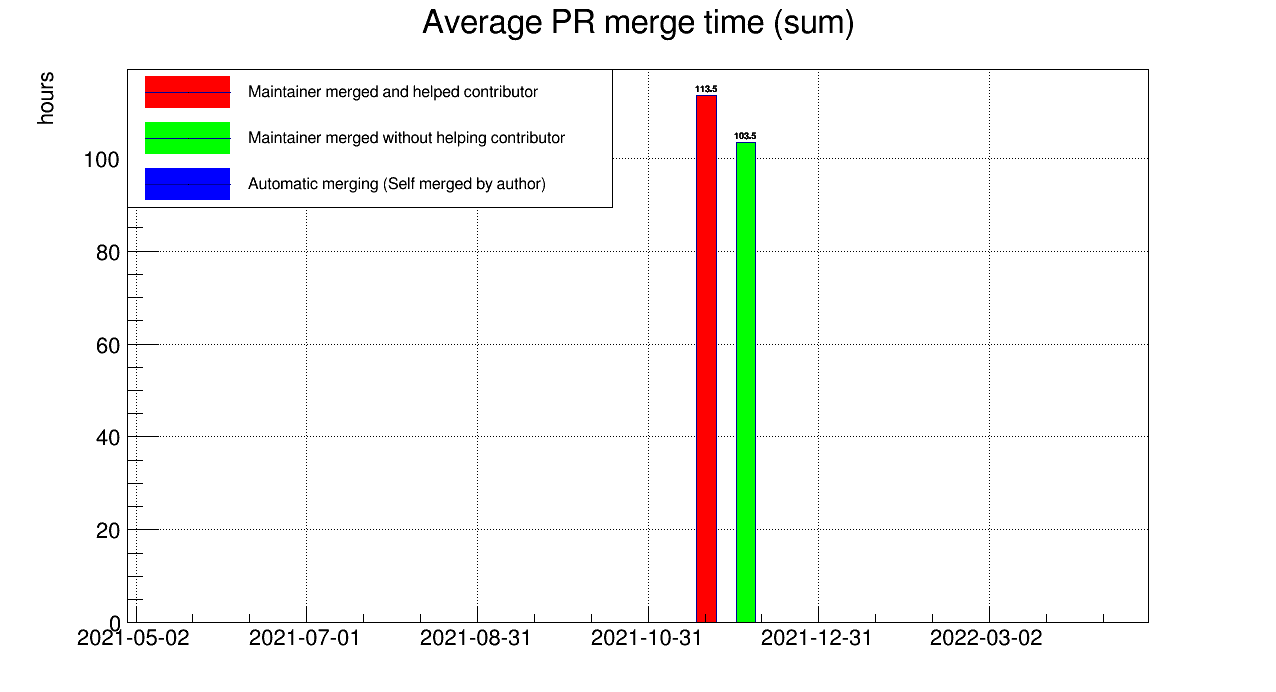 Average PR merge time (sum)
hours
Maintainer merged and helped contributor
Maintainer merged without helping contributor
Automatic merging (Self merged by author)
113.5
103.5
100
80
60
40
20
0
2021-05-02 2021-07-01 2021-08-31 2021-10-31 2021-12-31 2022-03-02